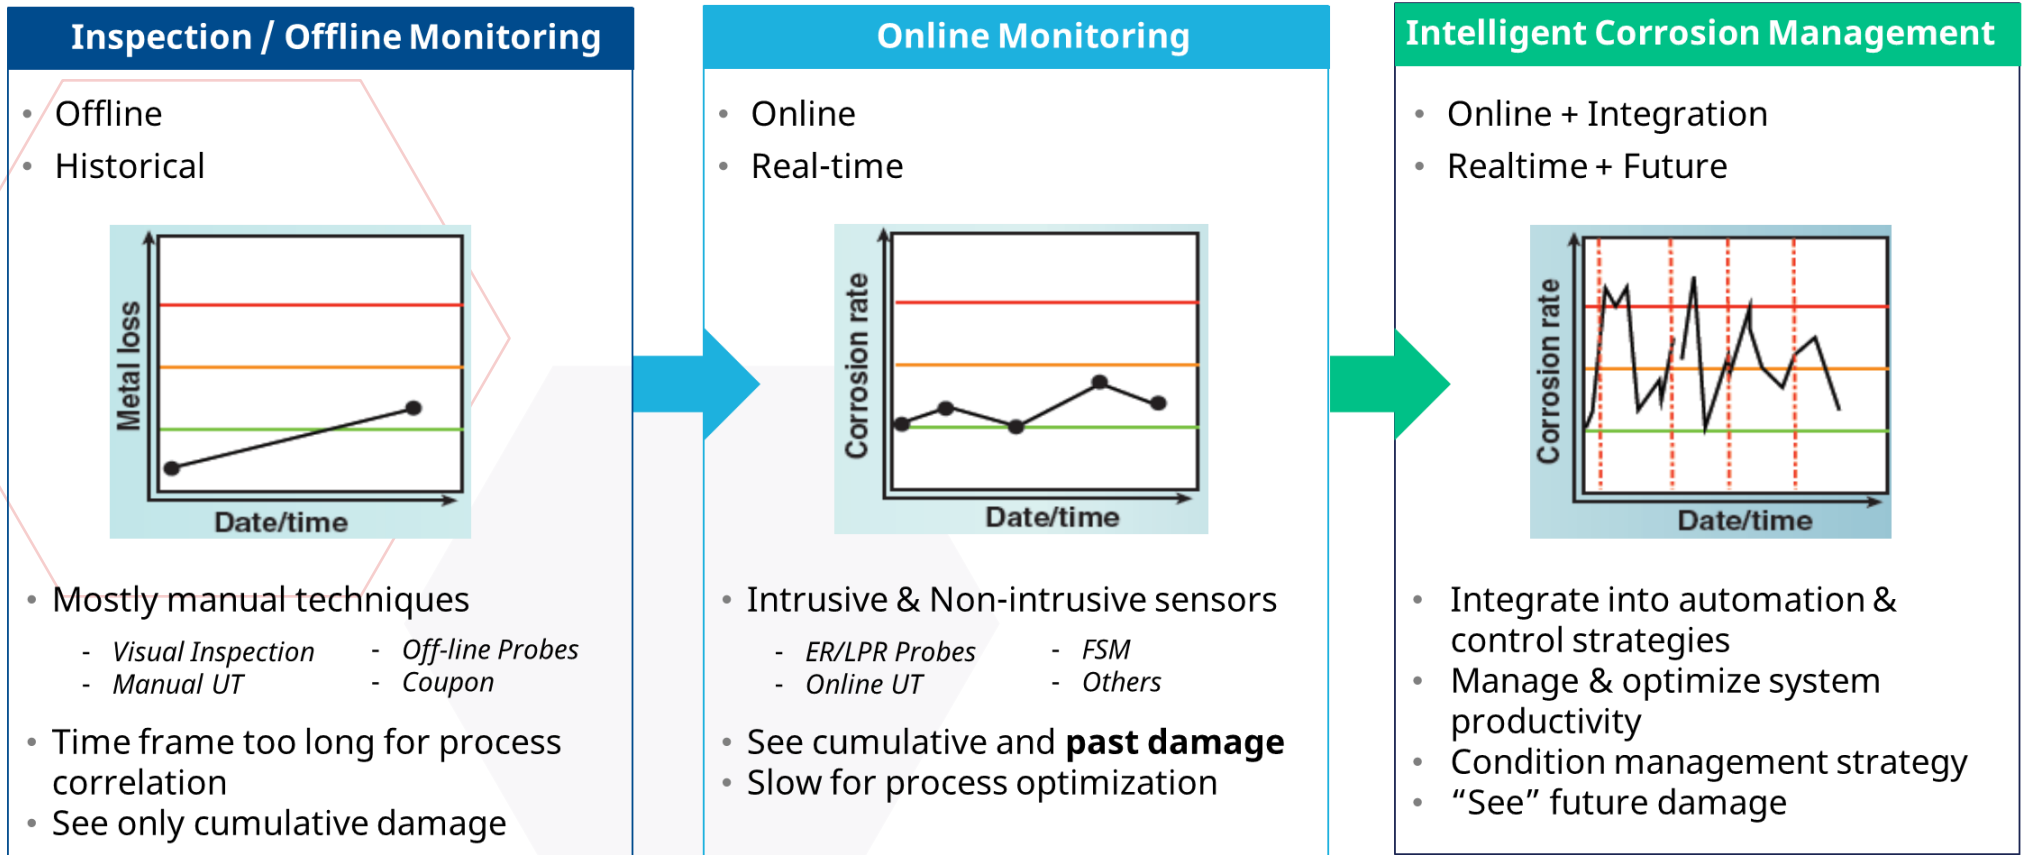 Inspection / Offline Monitoring
• Offline
• Historical
Metal loss
Date/time
• Mostly manual techniques
- Visual Inspection
- Manual UT
- Off-line Probes
- Coupon
• Time frame too long for process
correlation
• See only cumulative damage
Online Monitoring
• Online
• Real-time
Corrosion rate
Date/time
• Intrusive & Non-intrusive sensors
- ER/LPR Probes
- Online UT
- FSM
- Others
• See cumulative and past damage
• Slow for process optimization
Intelligent Corrosion Management
• Online + Integration
• Realtime + Future
Corrosion rate
Date/time
• Integrate into automation &
control strategies
• Manage & optimize system
productivity
• Condition management strategy
• “See” future damage